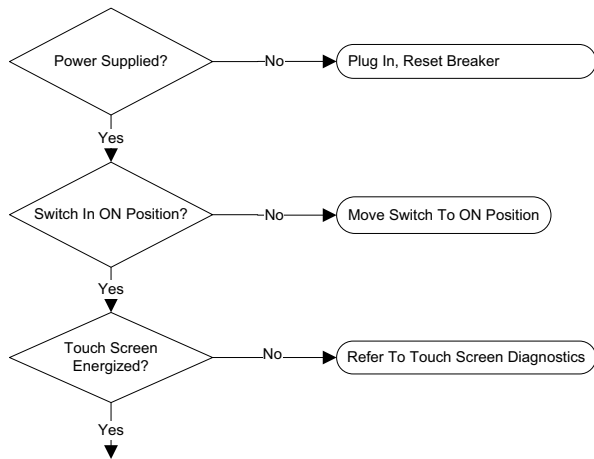 Power Supplied?
No
Plug In, Reset Breaker
Yes
Switch In ON Position?
No
Move Switch To ON Position
Yes
Touch Screen
Energized?
No
Refer To Touch Screen Diagnostics
Yes